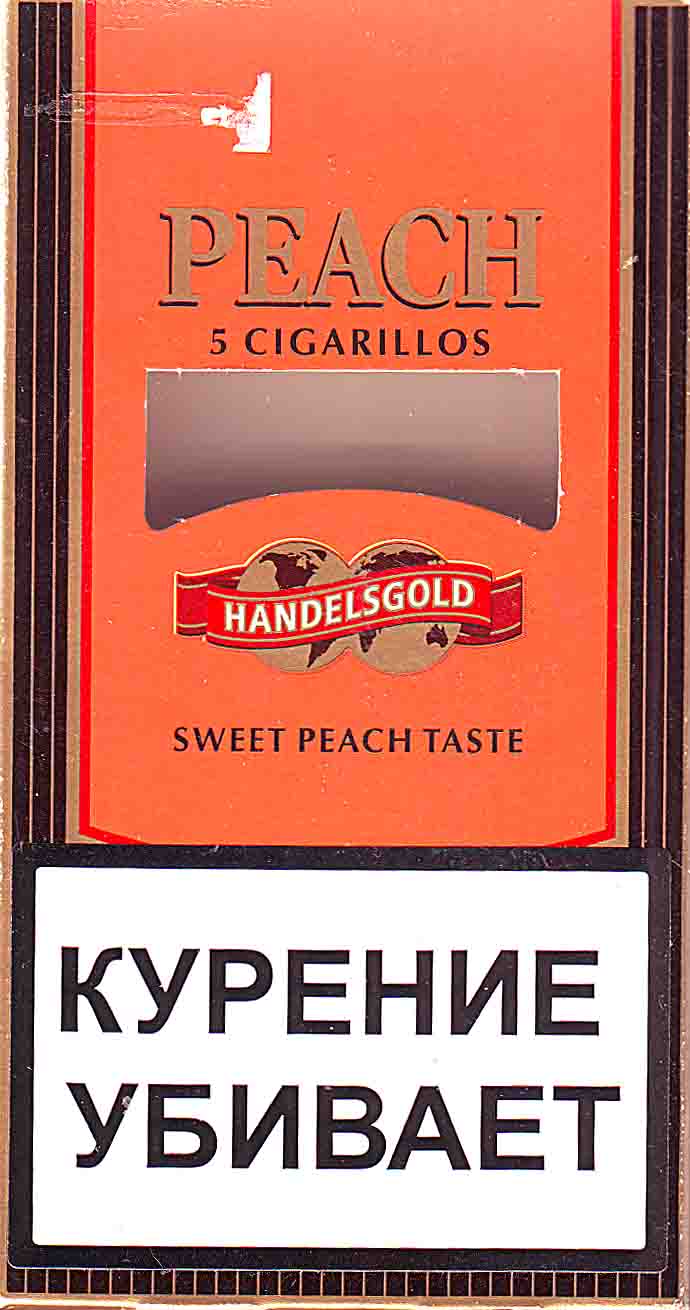 PEACH
5 CIGARILLOS
HANDELSGOLD
SWEET PEACH TASTE
КУРЕНИЕ
УБИВАЕТ